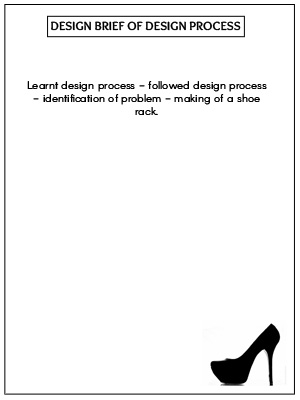 DESIGN BRIEF OF DESIGN PROCESS
Learnt design process – followed design process
– identification of problem – making of a shoe
rack.